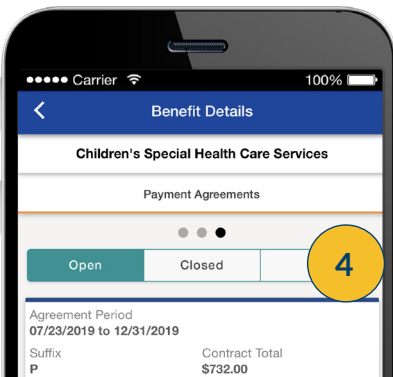 Carrier 100%
Benefit Details
Children's Special Health Care Services
Payment Agreements
Open Closed
4
Agreement Period
07/23/2019 to 12/31/2019
Suffix Contract Total
P $732.00